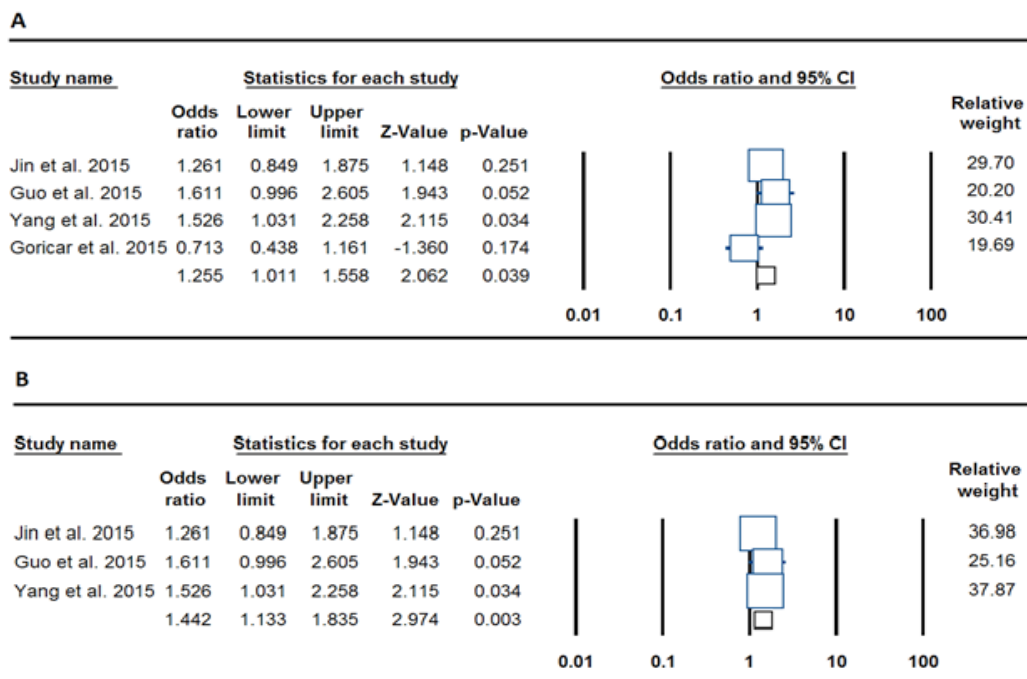 A
Study name Statistics for each study Odds ratio and 95% CI
Odds ratio Lower limit Upper limit Z-Value p-Value Relative weight
Jin et al. 2015 1.261 0.849 1.875 1.148 0.251 29.70
Guo et al. 2015 1.611 0.996 2.605 1.943 0.052 20.20
Yang et al. 2015 1.526 1.031 2.258 2.115 0.034 30.41
Goricar et al. 2015 0.713 0.438 1.161 -1.360 0.174 19.69
1.255 1.011 1.558 2.062 0.039
0.01 0.1 1 10 100
B
Study name Statistics for each study Odds ratio and 95% CI
Odds ratio Lower limit Upper limit Z-Value p-Value Relative weight
Jin et al. 2015 1.261 0.849 1.875 1.148 0.251 36.98
Guo et al. 2015 1.611 0.996 2.605 1.943 0.052 25.16
Yang et al. 2015 1.526 1.031 2.258 2.115 0.034 37.87
1.442 1.133 1.835 2.974 0.003
0.01 0.1 1 10 100